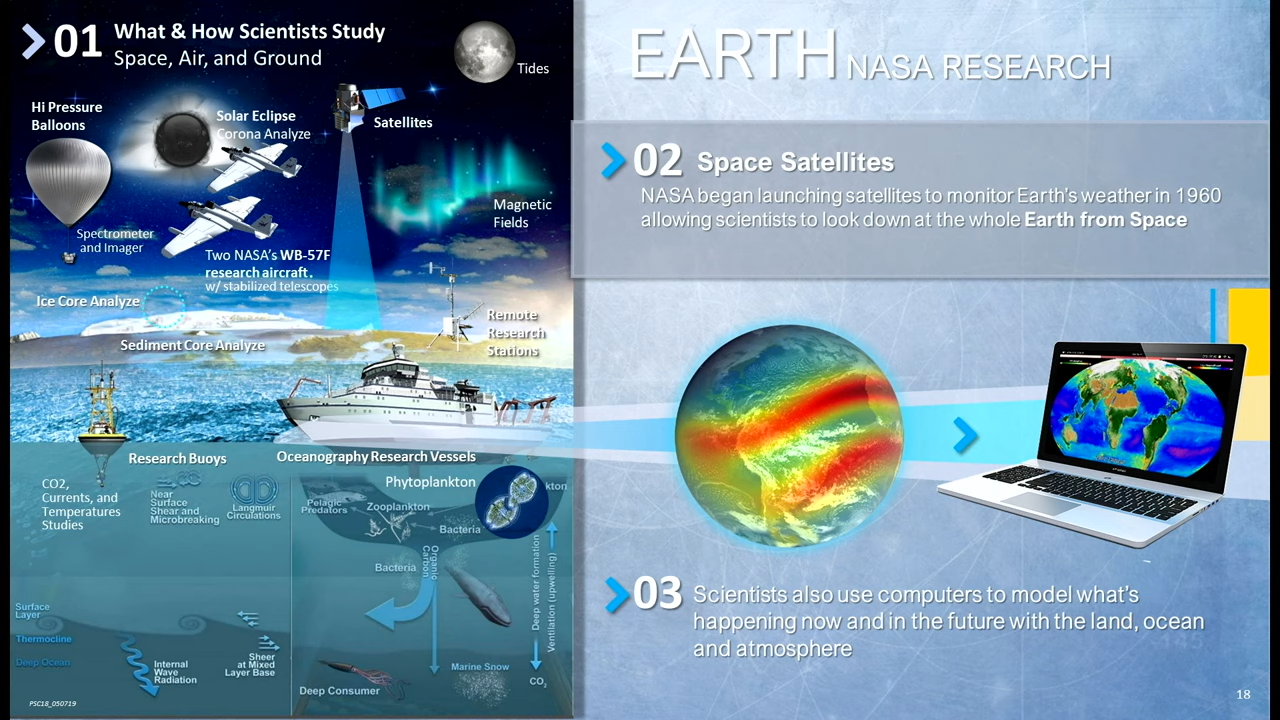 01 What & How Scientists Study
Space, Air, and Ground
Tides
Hi Pressure
Balloons
Solar Eclipse
Corona Analyze
Satellites
Magnetic
Fields
Spectrometer
and Imager
Two NASA's WB-57F
research aircraft.
w/ stabilized telescopes
Ice Core Analyze
Remote
Research
Stations
Sediment Core Analyze
Research Buoys
Oceanography Research Vessels
CO2,
Currents, and
Temperatures
Studies
Near
Surface
Shear and
Microbreaking
Langmuir
Circulations
Phytoplankton
kton
Pelagic
Predators
Zooplankton
Bacteria
Bacteria
Organic
Carbon
Deep water formation
Ventilation (upwelling)
Surface
Layer
Thermocline
Deep Ocean
Internal
Wave
Radiation
Sheer
at Mixed
Layer Base
Marine Snow
CO2
Deep Consumer
PSC18_050719
EARTH NASA RESEARCH
02 Space Satellites
NASA began launching satellites to monitor Earth's weather in 1960
allowing scientists to look down at the whole Earth from Space
03 Scientists also use computers to model what's
happening now and in the future with the land, ocean
and atmosphere
18